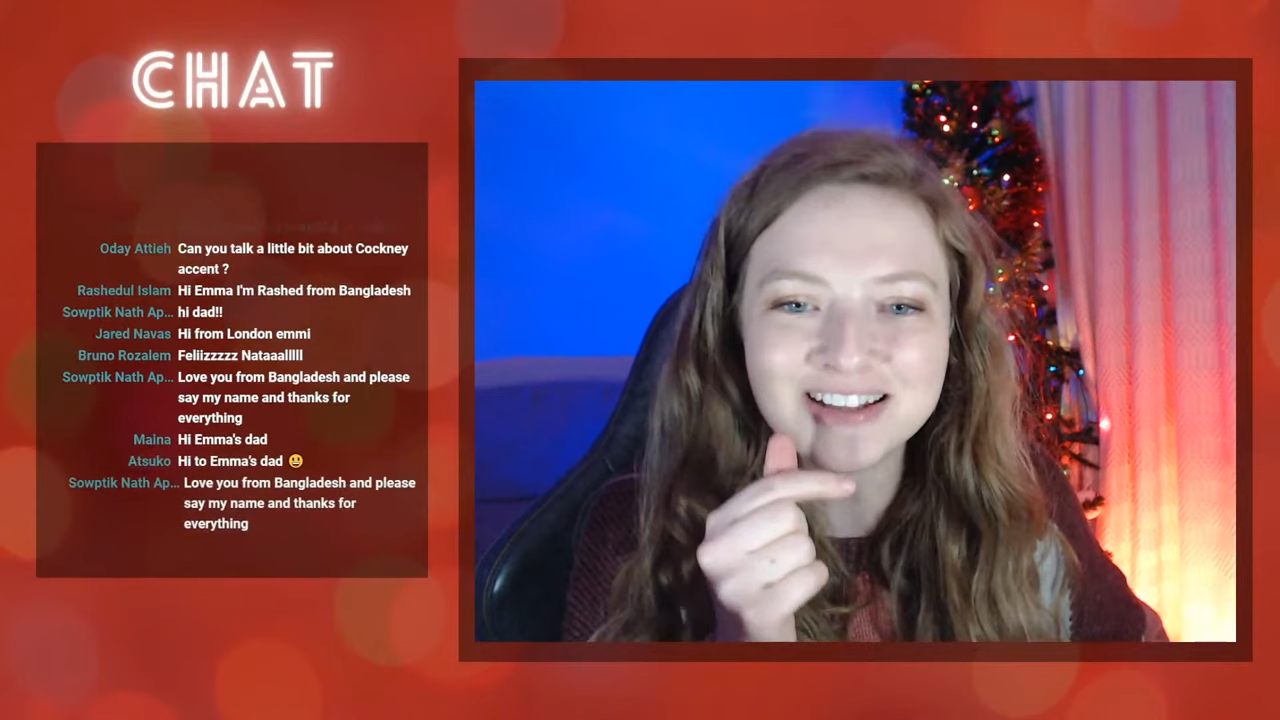 CHAT
Oday Attieh Can you talk a little bit about Cockney
accent ?
Rashedul Islam Hi Emma I'm Rashed from Bangladesh
Sowptik Nath Ap... hi dad!!
Jared Navas Hi from London emmi
Bruno Rozalem Feliizzzzz Nataaalllll
Sowptik Nath Ap... Love you from Bangladesh and please
say my name and thanks for
everything
Maina Hi Emma's dad
Atsuko Hi to Emma's dad 😃
Sowptik Nath Ap... Love you from Bangladesh and please
say my name and thanks for
everything